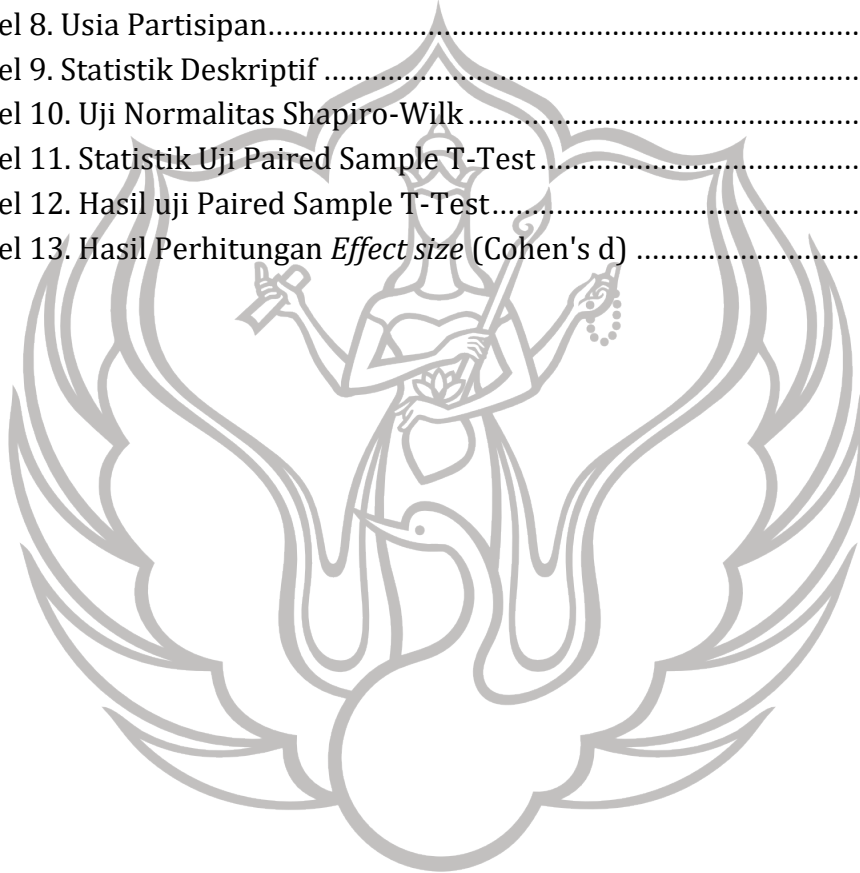 el 8. Usia Partisipan........................................................................
el 9. Statistik Deskriptif .................................................................
el 10. Uji Normalitas Shapiro-Wilk................................................
el 11. Statistik Uji Paired Sample T-Test.......................................
el 12. Hasil uji Paired Sample T-Test.............................................
el 13. Hasil Perhitungan Effect size (Cohen's d) ...........................